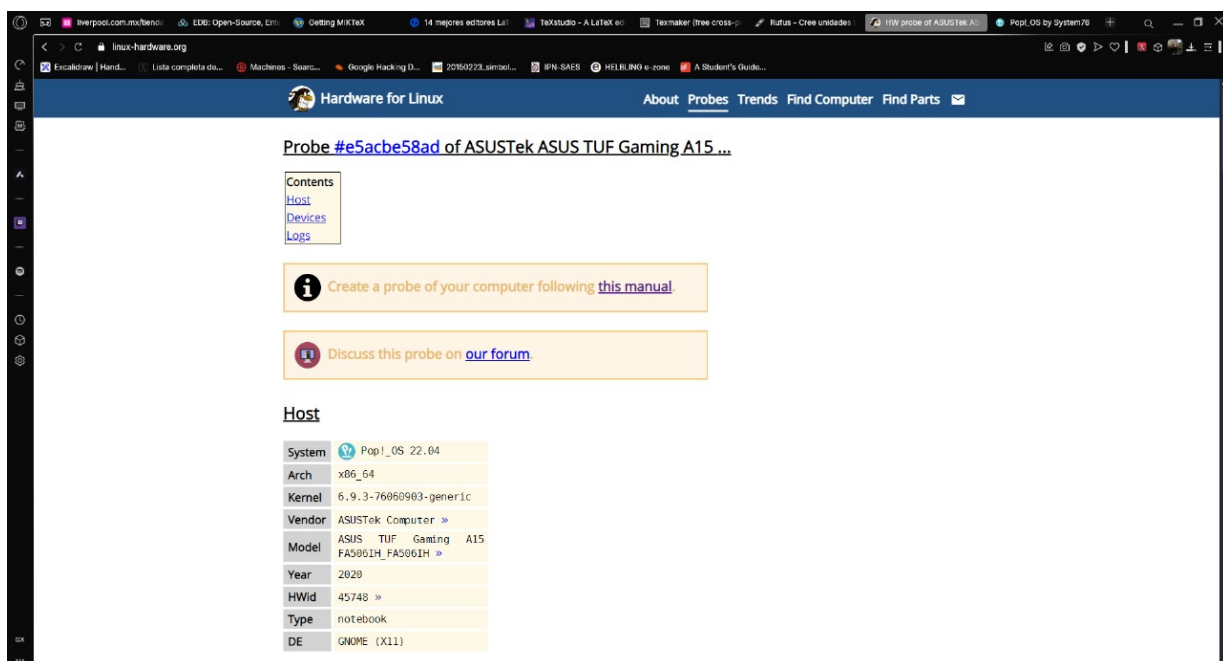 liverpool.com.mx/tienda
EDB: Open-Source, Ent
Getting MiKTeX
14 mejores editores LaT
TeXstudio - A LaTeX ed
Texmaker (free cross-pl
Rufus - Cree unidades
HW probe of ASUSTek AS
Pop!_OS by System76
linux-hardware.org
Excalidraw | Hand...
Lista completa de...
Machines - Searc...
Google Hacking D...
20150223_simbol...
IPN-SAES
HELBLING e-zone
A Student's Guide...
Hardware for Linux
About Probes Trends Find Computer Find Parts
Probe #e5acbe58ad of ASUSTek ASUS TUF Gaming A15 ...
Contents
Host
Devices
Logs
Create a probe of your computer following this manual.
Discuss this probe on our forum.
Host
System Pop!_OS 22.04
Arch x86_64
Kernel 6.9.3-76060903-generic
Vendor ASUSTek Computer »
Model ASUS TUF Gaming A15
FA506IH_FA506IH »
Year 2020
HWid 45748 »
Type notebook
DE GNOME (X11)
GX